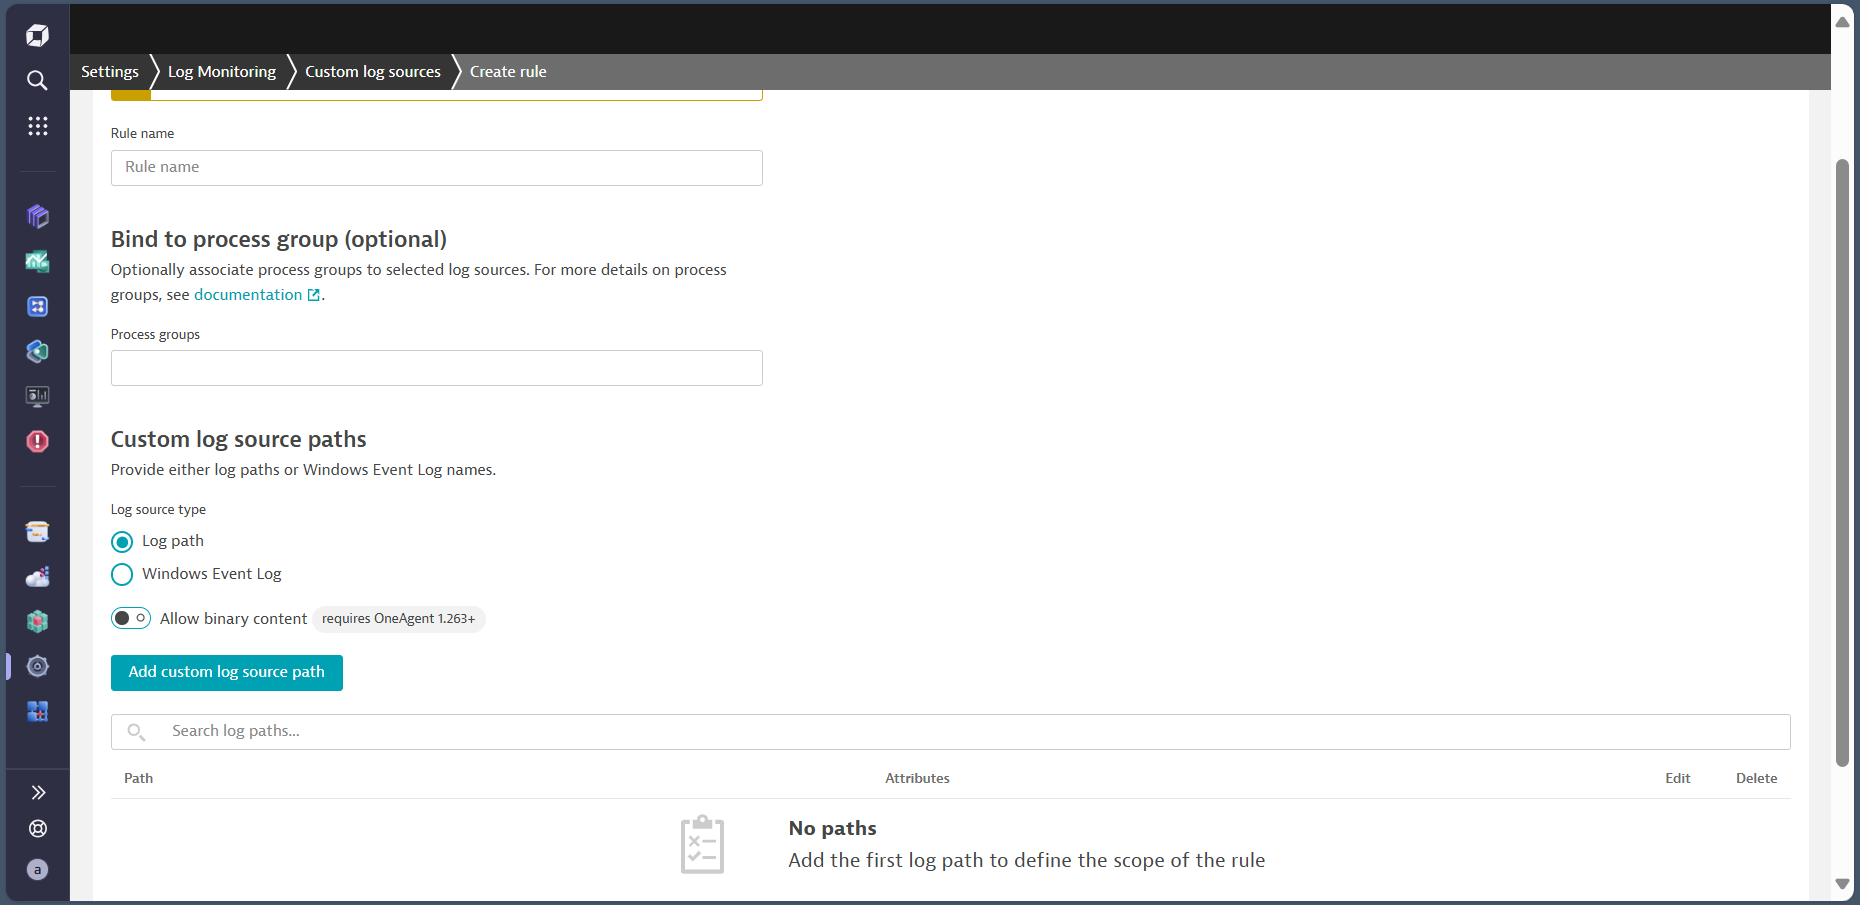 Settings
Log Monitoring
Custom log sources
Create rule
Rule name
Rule name
Bind to process group (optional)
Optionally associate process groups to selected log sources. For more details on process
groups, see documentation.
Process groups
Custom log source paths
Provide either log paths or Windows Event Log names.
Log source type
Log path
Windows Event Log
Allow binary content requires OneAgent 1.263+
Add custom log source path
Search log paths...
Path Attributes Edit Delete
No paths
Add the first log path to define the scope of the rule
a